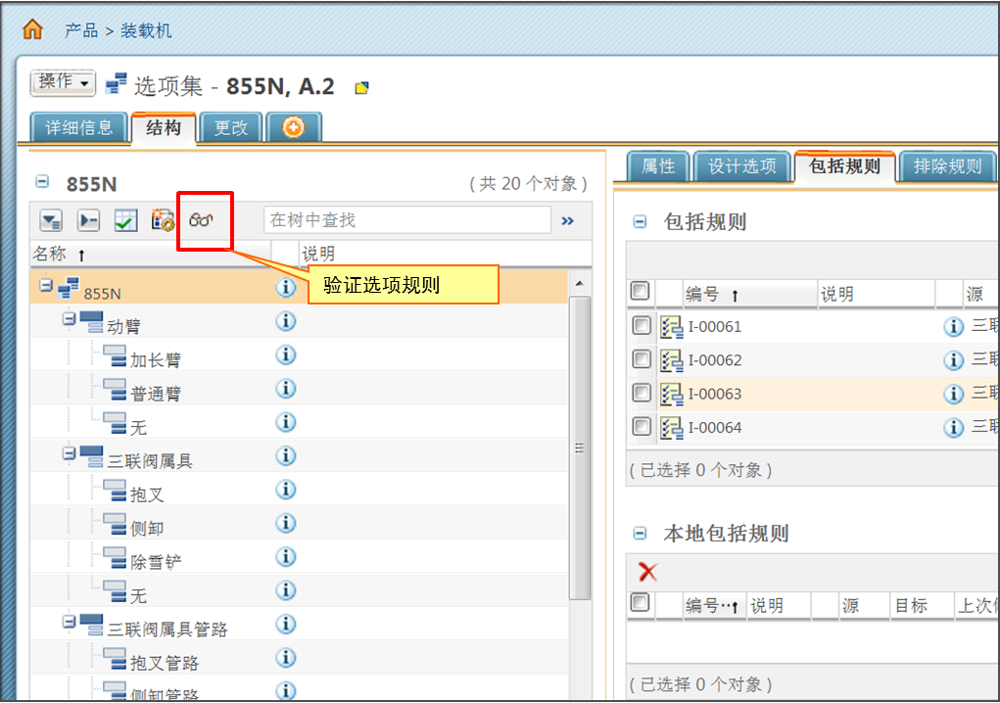 产品 > 装载机
操作 选项集 - 855N, A.2
详细信息 结构 更改
855N (共 20 个对象)
在树中查找 »
名称 ↑ 说明
验证选项规则
855N
动臂
加长臂
普通臂
无
三联阀属具
抱叉
侧卸
除雪铲
无
三联阀属具管路
抱叉管路
侧卸管路
属性 设计选项 包括规则 排除规则
包括规则
编号 ↑ 说明 源
I-00061 三联
I-00062 三联
I-00063 三联
I-00064 三联
(已选择 0 个对象)
本地包括规则
编号··↑ 说明 源 目标 上次
(已选择 0 个对象)